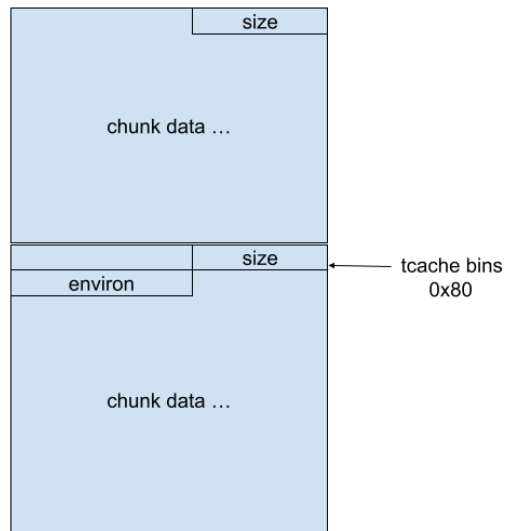 size
chunk data …
size
tcache bins
0x80
environ
chunk data …